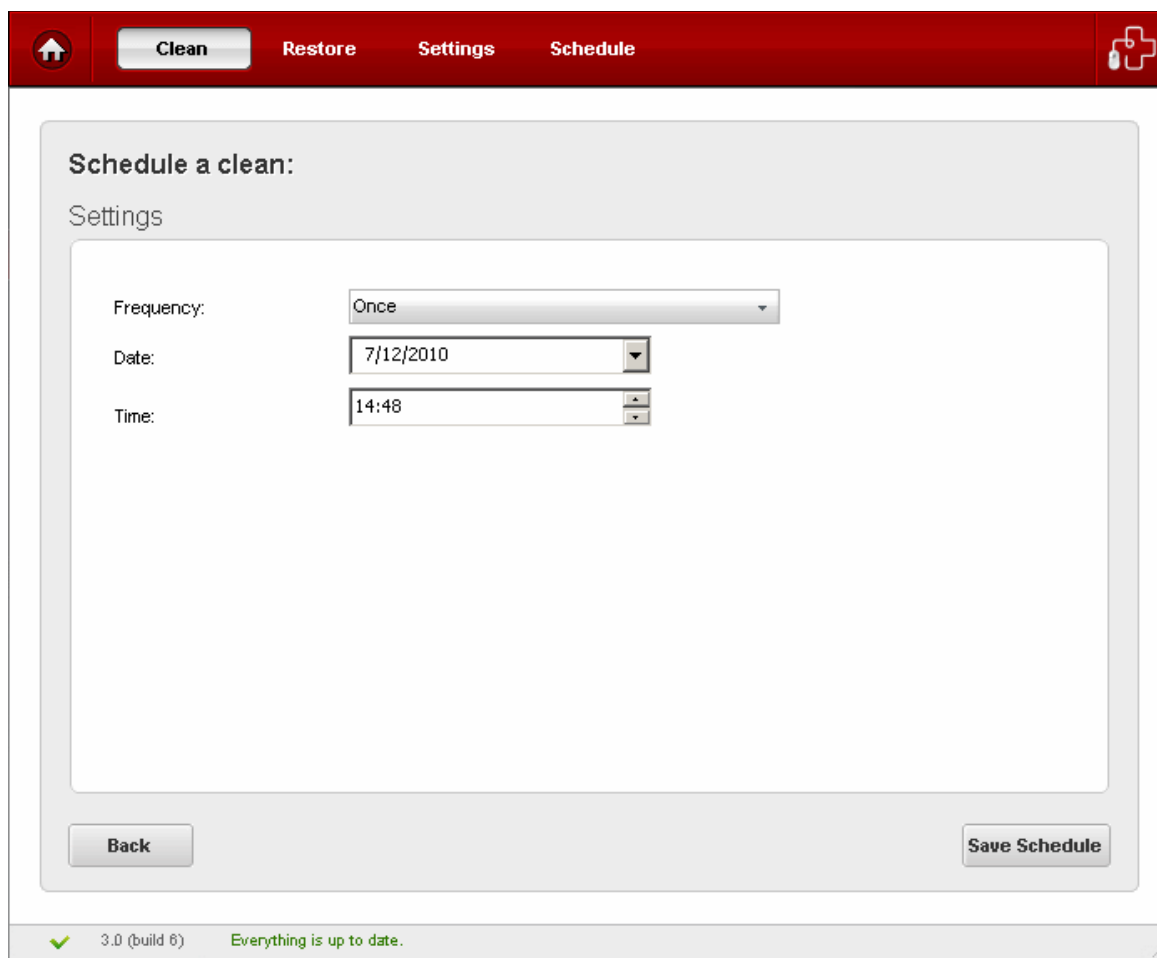 Clean Restore Settings Schedule
Schedule a clean:
Settings
Frequency: Once
Date: 7/12/2010
Time: 14:48
Back Save Schedule
3.0 (build 6) Everything is up to date.